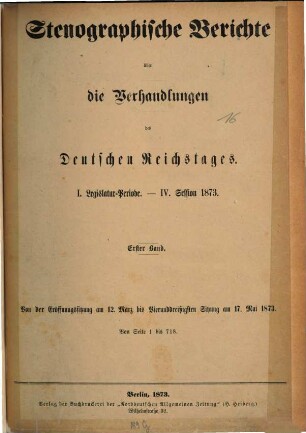 Stenographische Berichte
über
die Verhandlungen
des
Deutschen Reichstages.
I. Legislatur-Periode. — IV. Session 1873.
Erster Band.
Von der Eröffnungssitzung am 12. März bis Vierunddreißigsten Sitzung am 17. Mai 1873.
Von Seite 1 bis 718.
Berlin, 1873.
Verlag der Buchdruckerei der „Norddeutschen Allgemeinen Zeitung"
Wilhelmstraße 32.
16